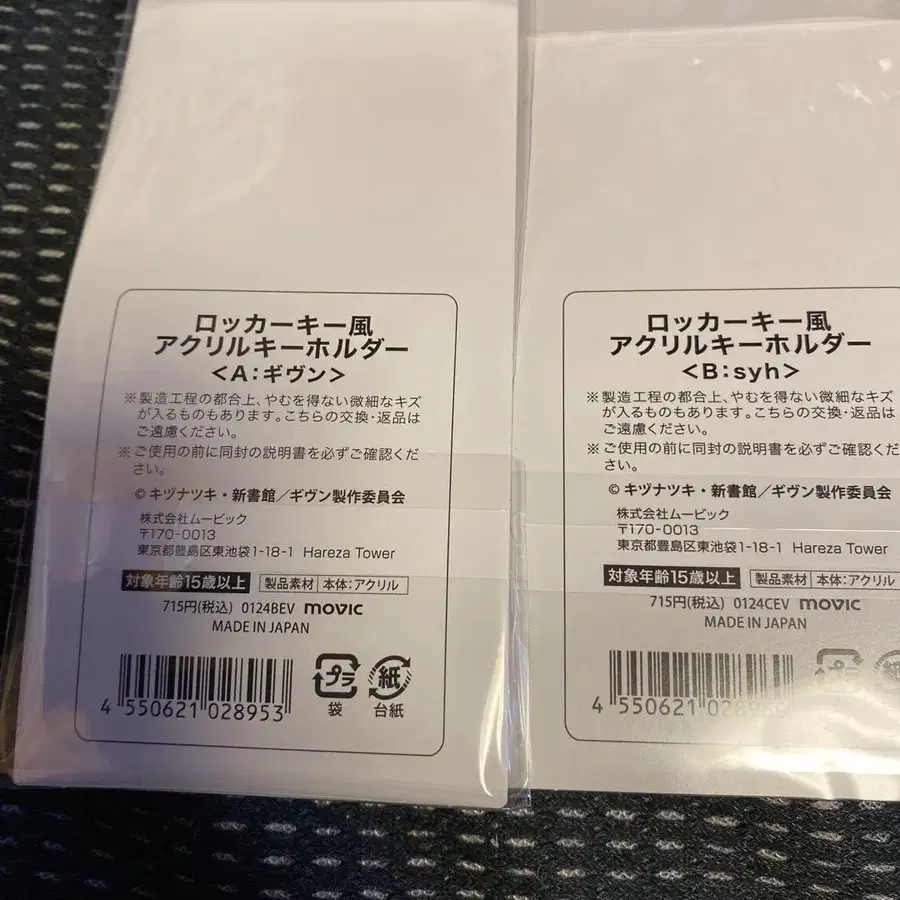 ロッカーキー風
アクリルキーホルダー
<A:ギヴン>
※製造工程の都合上、やむを得ない微細なキズ
が入るものもあります。こちらの交換・返品は
ご遠慮ください。
※ご使用の前に同封の説明書を必ずご確認くだ
さい。
© キヅナツキ・新書館／ギヴン製作委員会
株式会社ムービック
〒170-0013
東京都豊島区東池袋1-18-1 Hareza Tower
対象年齢15歳以上 製品素材 本体:アクリル
715円(税込) 0124BEV movic
MADE IN JAPAN
プラ 紙
袋 台紙
4 550621 028953
ロッカーキー風
アクリルキーホルダー
<B:syh>
※製造工程の都合上、やむを得ない微細なキズ
が入るものもあります。こちらの交換・返品は
ご遠慮ください。
※ご使用の前に同封の説明書を必ずご確認くだ
さい。
© キヅナツキ・新書館／ギヴン製作委員会
株式会社ムービック
〒170-0013
東京都豊島区東池袋1-18-1 Hareza Tower
対象年齢15歳以上 製品素材 本体:アクリル
715円(税込) 0124CEV movic
MADE IN JAPAN
プラ
4 550621